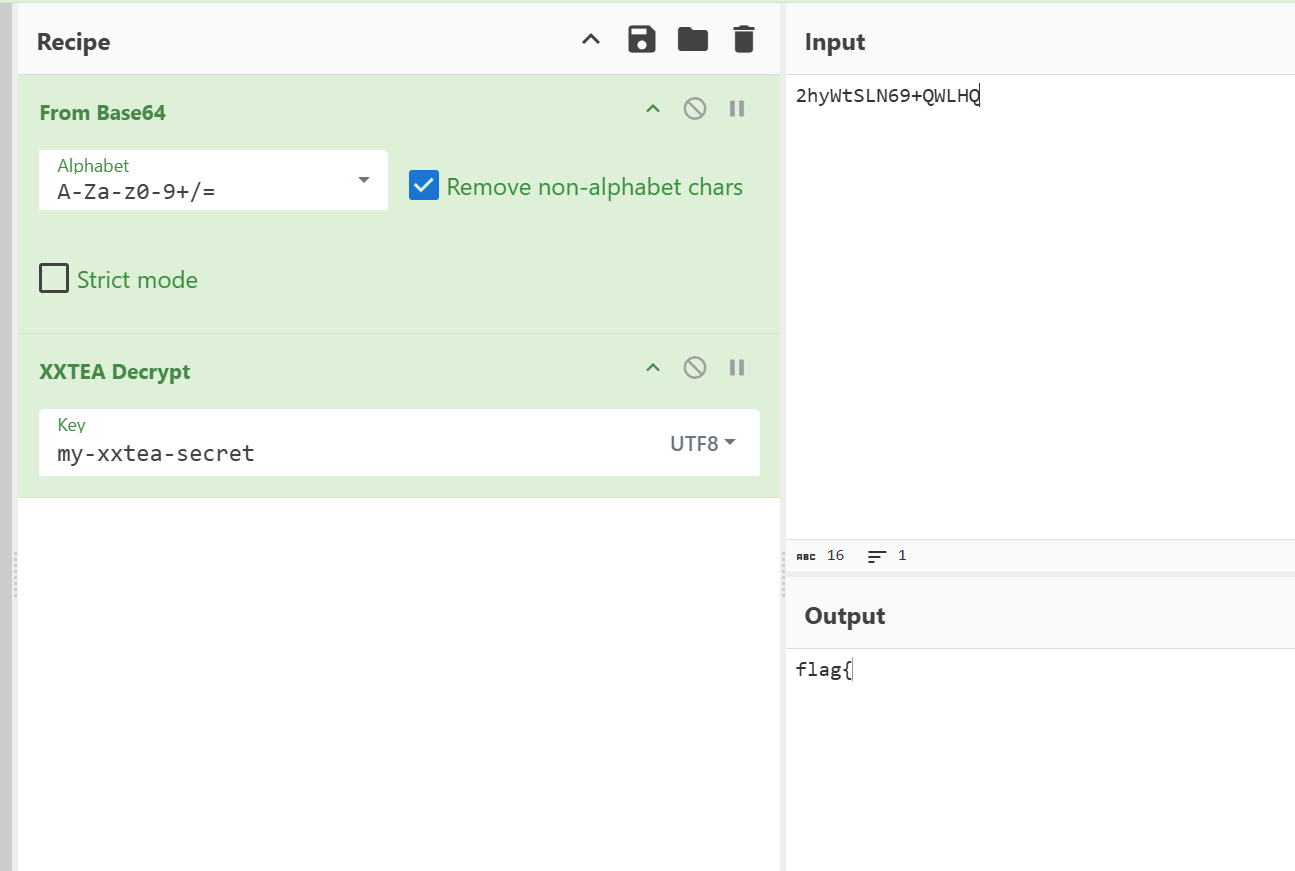 Recipe
From Base64
Alphabet
A-Za-z0-9+/=
Remove non-alphabet chars
Strict mode
XXTEA Decrypt
Key
my-xxtea-secret
UTF8
Input
2hyWtSLN69+QWLHQ
ABC 16 1
Output
flag{